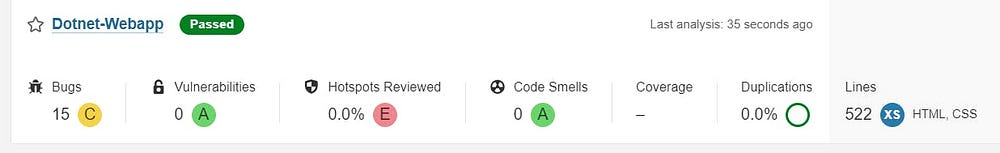 Dotnet-Webapp Passed Last analysis: 35 seconds ago
Bugs Vulnerabilities Hotspots Reviewed Code Smells Coverage Duplications Lines
15 C 0 A 0.0% E 0 A – 0.0% 522 XS HTML, CSS